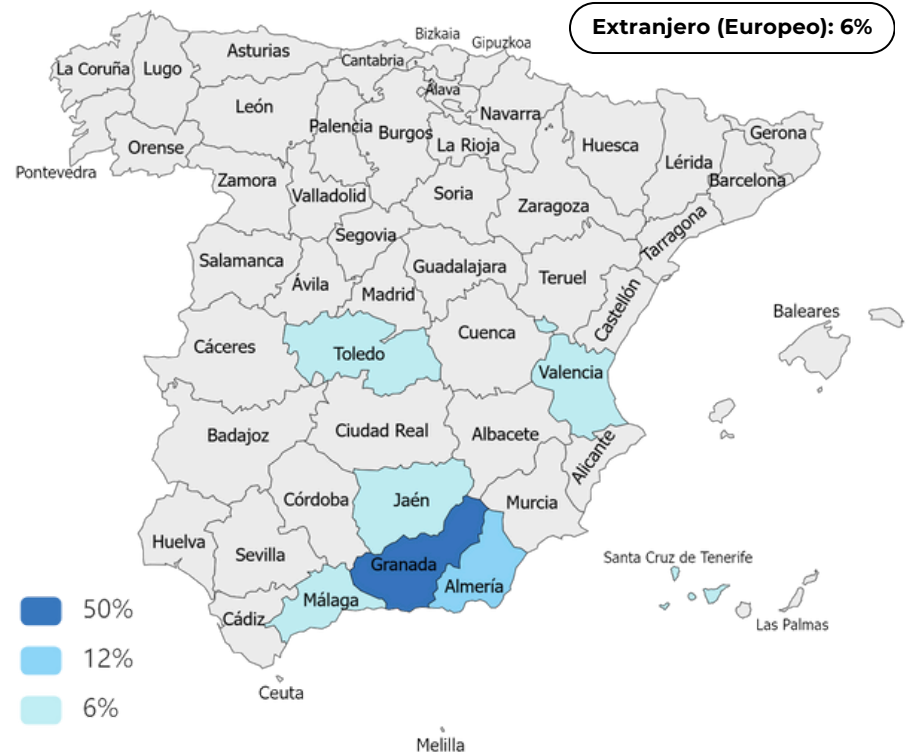 Extranjero (Europeo): 6%
Bizkaia
Gipuzkoa
La Coruña
Lugo
Asturias
Cantabria
Álava
Navarra
León
Palencia
Burgos
La Rioja
Huesca
Lérida
Gerona
Barcelona
Pontevedra
Orense
Zamora
Valladolid
Soria
Zaragoza
Tarragona
Segovia
Salamanca
Ávila
Madrid
Guadalajara
Teruel
Castellón
Baleares
Cáceres
Toledo
Cuenca
Valencia
Badajoz
Ciudad Real
Albacete
Alicante
Córdoba
Jaén
Murcia
Huelva
Sevilla
Granada
Almería
Málaga
Cádiz
Santa Cruz de Tenerife
Las Palmas
50%
12%
6%
Ceuta
Melilla